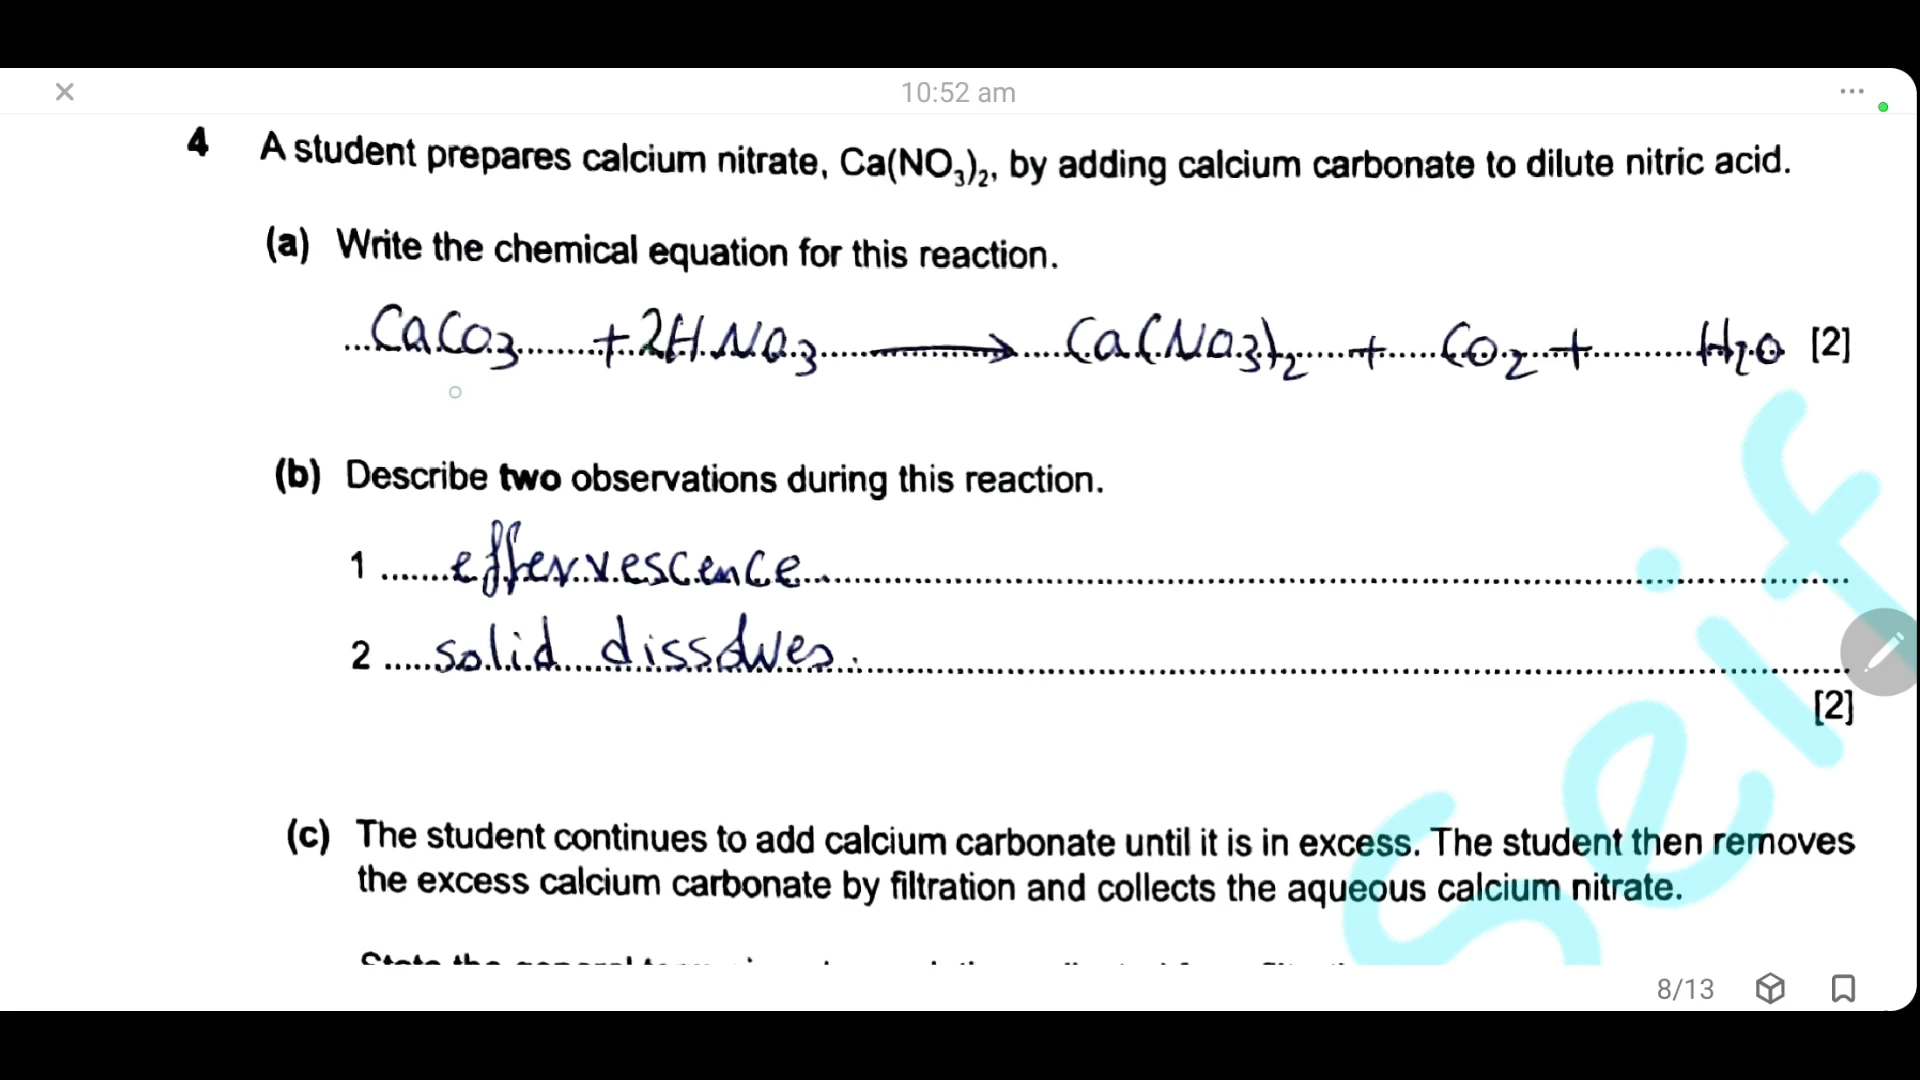 10:52 am
4 A student prepares calcium nitrate, Ca(NO₃)₂, by adding calcium carbonate to dilute nitric acid.
(a) Write the chemical equation for this reaction.
CaCO₃ + 2HNO₃ ⟶ Ca(NO₃)₂ + CO₂ + H₂O [2]
(b) Describe two observations during this reaction.
1 effervescence
2 solid dissolves.
[2]
(c) The student continues to add calcium carbonate until it is in excess. The student then removes
the excess calcium carbonate by filtration and collects the aqueous calcium nitrate.
Seif
8/13